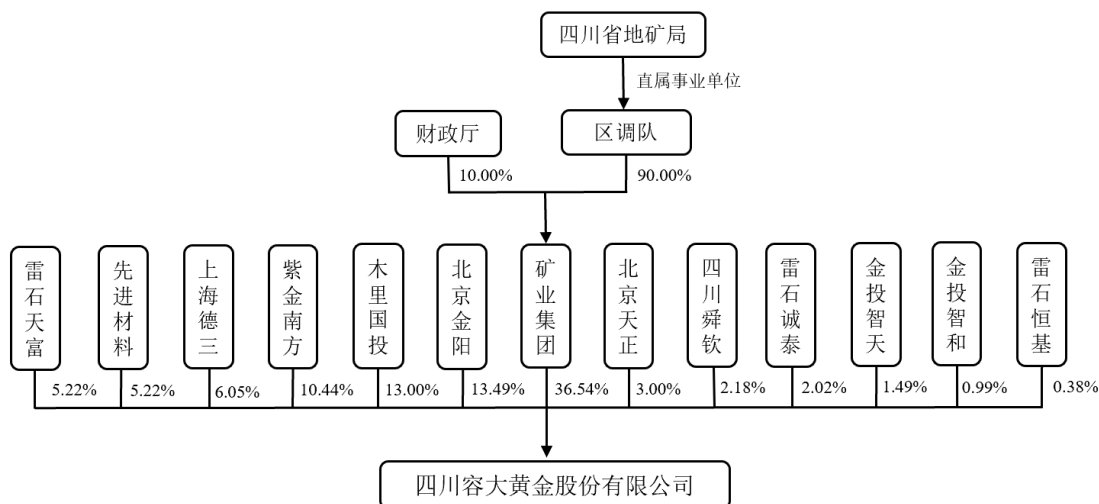 四川省地矿局
直属事业单位
财政厅
区调队
10.00%
90.00%
雷石天富
先进材料
上海德三
紫金南方
木里国投
北京金阳
矿业集团
北京天正
四川舜钦
雷石诚泰
金投智天
金投智和
雷石恒基
5.22%
5.22%
6.05%
10.44%
13.00%
13.49%
36.54%
3.00%
2.18%
2.02%
1.49%
0.99%
0.38%
四川容大黄金股份有限公司